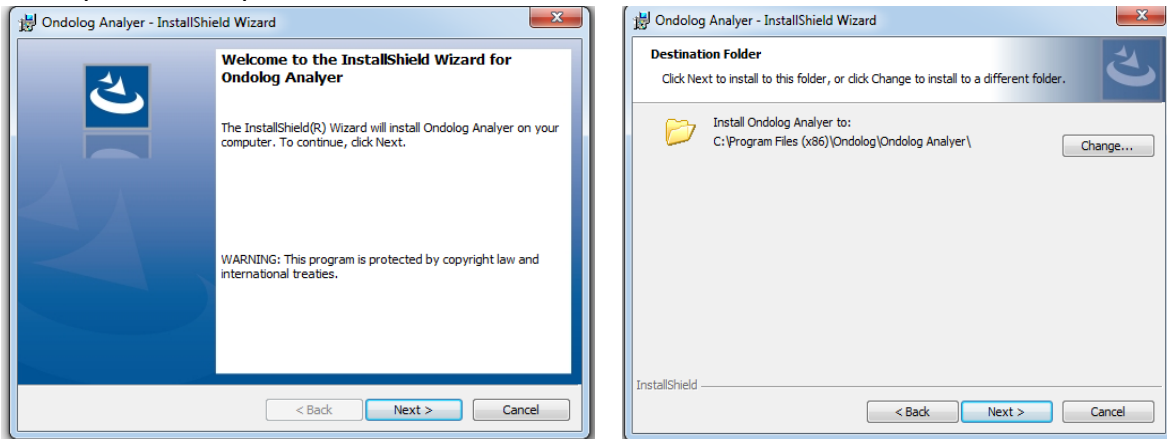 Ondolog Analyer - InstallShield Wizard
Welcome to the InstallShield Wizard for
Ondolog Analyer
The InstallShield(R) Wizard will install Ondolog Analyer on your
computer. To continue, click Next.
WARNING: This program is protected by copyright law and
international treaties.
< Back Next > Cancel
Ondolog Analyer - InstallShield Wizard
Destination Folder
Click Next to install to this folder, or click Change to install to a different folder.
Install Ondolog Analyer to:
C:\Program Files (x86)\Ondolog\Ondolog Analyer\
Change...
InstallShield
< Back Next > Cancel